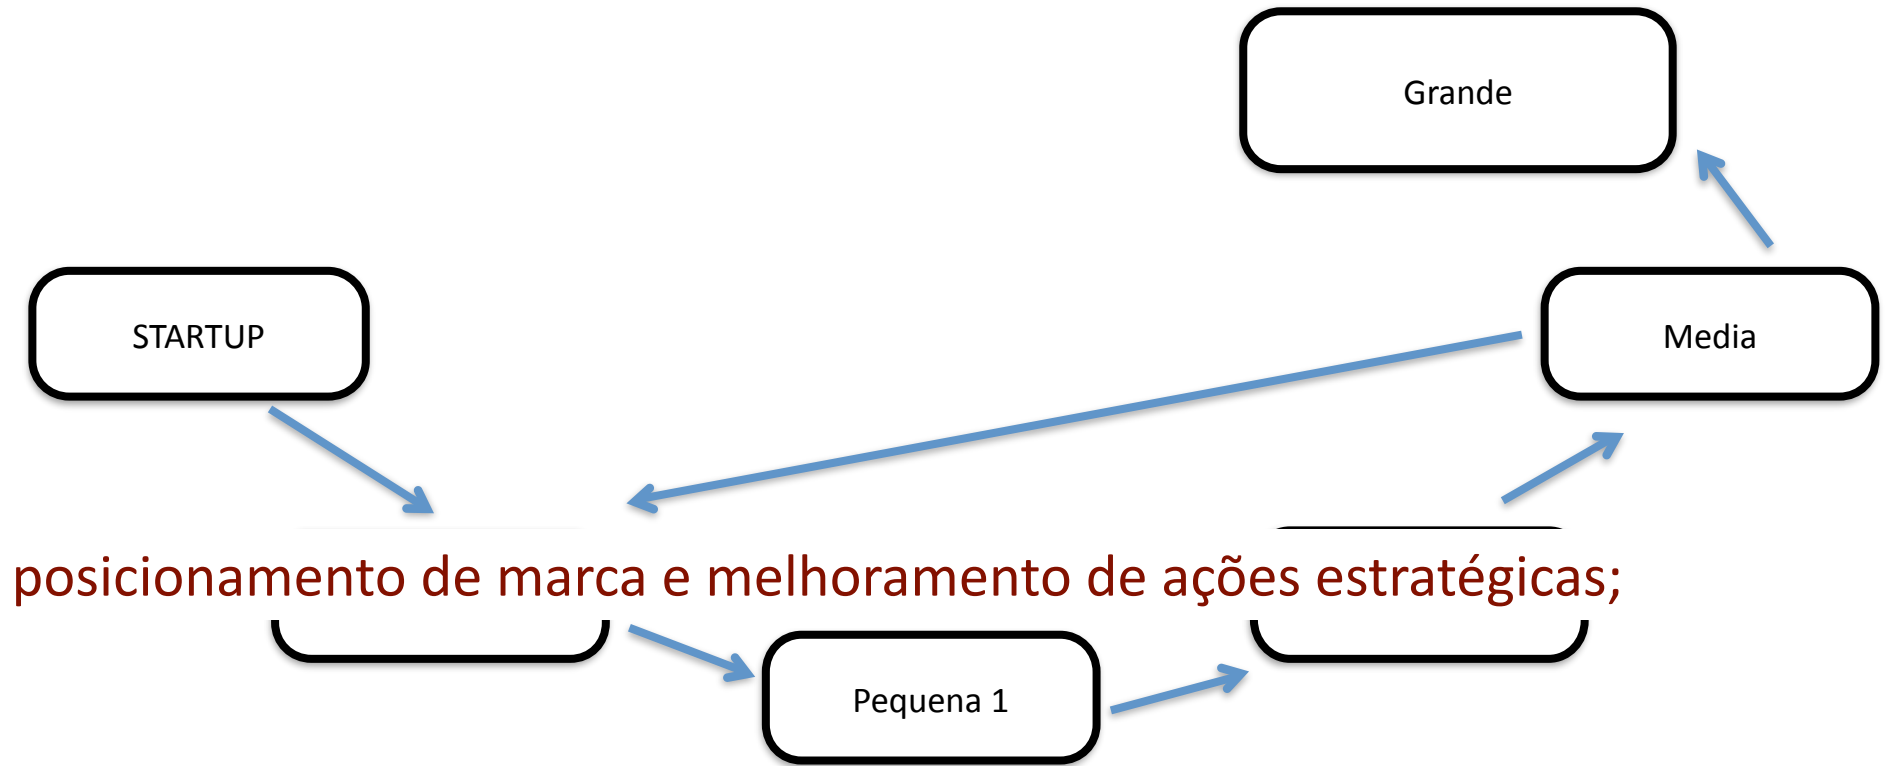 Grande
STARTUP
Media
posicionamento de marca e melhoramento de ações estratégicas;
Pequena 1